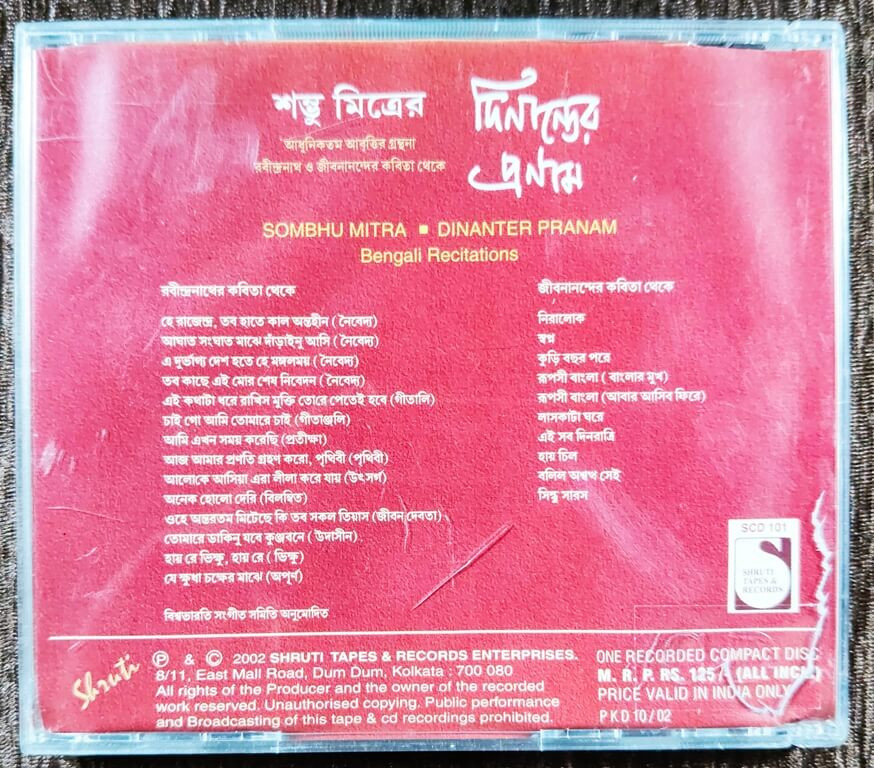 শম্ভু মিত্রের
দিনান্তের
প্রণাম
আধুনিকতম আবৃত্তির গ্রন্থনা
রবীন্দ্রনাথ ও জীবনানন্দের কবিতা থেকে
SOMBHU MITRA ■ DINANTER PRANAM
Bengali Recitations
রবীন্দ্রনাথের কবিতা থেকে
হে রাজেন্দ্র, তব হাতে কাল অন্তহীন ( নৈবেদ্য)
আঘাত সংঘাত মাঝে দাঁড়াইনু আসি ( নৈবেদ্য)
এ দুর্ভাগ্য দেশ হতে হে মঙ্গলময় ( নৈবেদ্য)
তব কাছে এই মোর শেষ নিবেদন ( নৈবেদ্য)
এই কথাটা ধরে রাখিস মুক্তি তোরে পেতেই হবে (গীতালি)
চাই গো আমি তোমারে চাই (গীতাঞ্জলি)
আমি এখন সময় করেছি (প্রতীক্ষা)
আজ আমার প্রণতি গ্রহণ করো, পৃথিবী (পৃথিবী)
আলোকে আসিয়া এরা লীলা করে যায় (উৎসর্গ)
অনেক হোলো দেরি (বিলম্বিত)
ওহে অন্তরতম মিটেছে কি তব সকল তিয়াস (জীবন দেবতা)
তোমারে ডাকিনু যবে কুঞ্জবনে ( উদাসীন)
হায় রে ভিক্ষু, হায় রে ( ভিক্ষু)
যে ক্ষুধা চক্ষের মাঝে (অপূর্ণ)
বিশ্বভারতি সংগীত সমিতি অনুমোদিত
জীবনানন্দের কবিতা থেকে
নিরালোক
স্বপ্ন
কুড়ি বছর পরে
রূপসী বাংলা ( বাংলার মুখ)
রূপসী বাংলা (আবার আসিব ফিরে)
লাসকাটা ঘরে
এই সব দিনরাত্রি
হায় চিল
বলিল অশ্বত্থ সেই
সিন্ধু সারস
SCD 101
S
SHRUTI
TAPES &
RECORDS
Shruti
Ⓟ & © 2002 SHRUTI TAPES & RECORDS ENTERPRISES.
8/11, East Mall Road, Dum Dum, Kolkata : 700 080
All rights of the Producer and the owner of the recorded
work reserved. Unauthorised copying. Public performance
and Broadcasting of this tape & cd recordings prohibited.
ONE RECORDED COMPACT DISC
M. R. P. RS. 125/- (ALL INCL.)
PRICE VALID IN INDIA ONLY
PKD 10/02